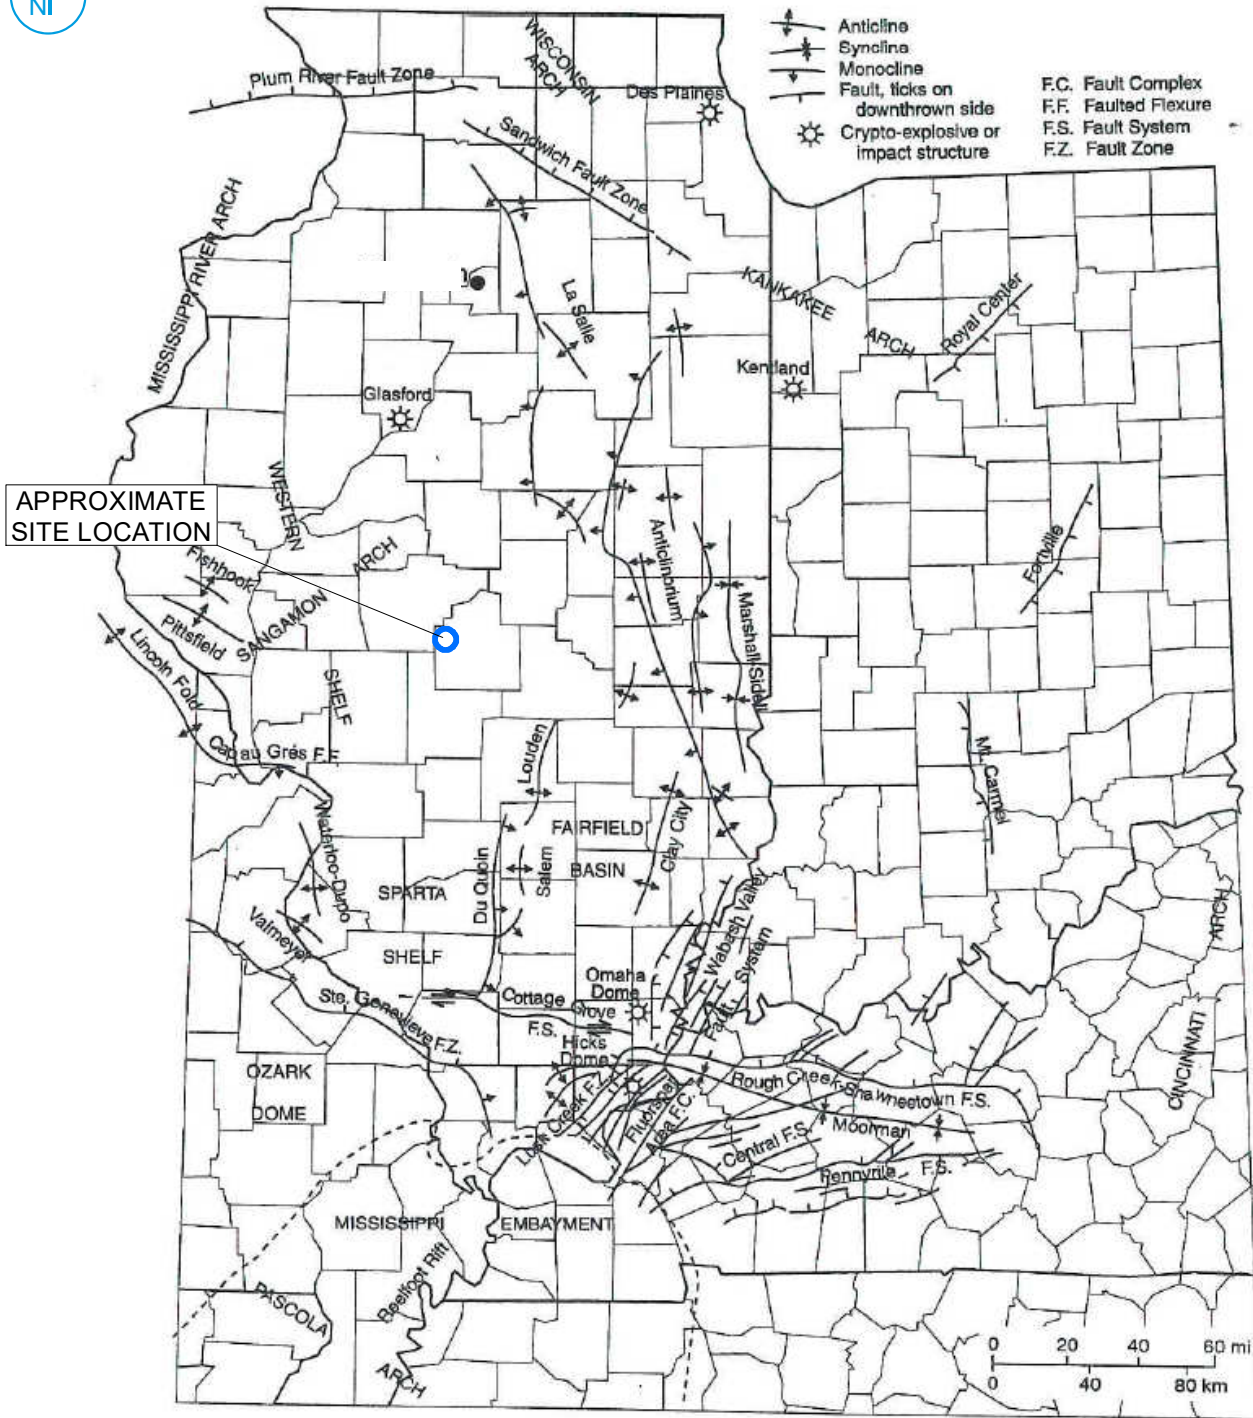 N
Anticline
Syncline
Monocline
Fault, ticks on
downthrown side
Crypto-explosive or
impact structure
F.C. Fault Complex
F.F. Faulted Flexure
F.S. Fault System
F.Z. Fault Zone
WISCONSIN
ARCH
Plum River Fault Zone
Des Plaines
Sandwich Fault Zone
MISSISSIPPI RIVER ARCH
KANKAKEE
ARCH
La Salle
Royal Center
Kentland
Glasford
WESTERN
APPROXIMATE
SITE LOCATION
ARCH
Fishhook
Anticlinorium
Fortville
SANGAMON
Pittsfield
Marshall-Sidell
Lincoln Fold
SHELF
Cap au Grés F.F.
Louden
Mt. Carmel
FAIRFIELD
BASIN
Clay City
Waterloo-Dupo
Du Quoin
Salem
SPARTA
SHELF
Valmeyer
Wabash Valley
Fault System
ARCH
Omaha
Dome
Ste. Genevieve F.Z.
Cottage Grove
F.S.
Hicks
Dome
OZARK
DOME
Rough Creek-Shawneetown F.S.
CINCINNATI
Lusk Creek F.Z.
Fluorspar
Area F.C.
Moorman
Central F.S.
Pennyrile F.S.
MISSISSIPPI
EMBAYMENT
Reelfoot Rift
PASCOLA
ARCH
0 20 40 60 mi
0 40 80 km